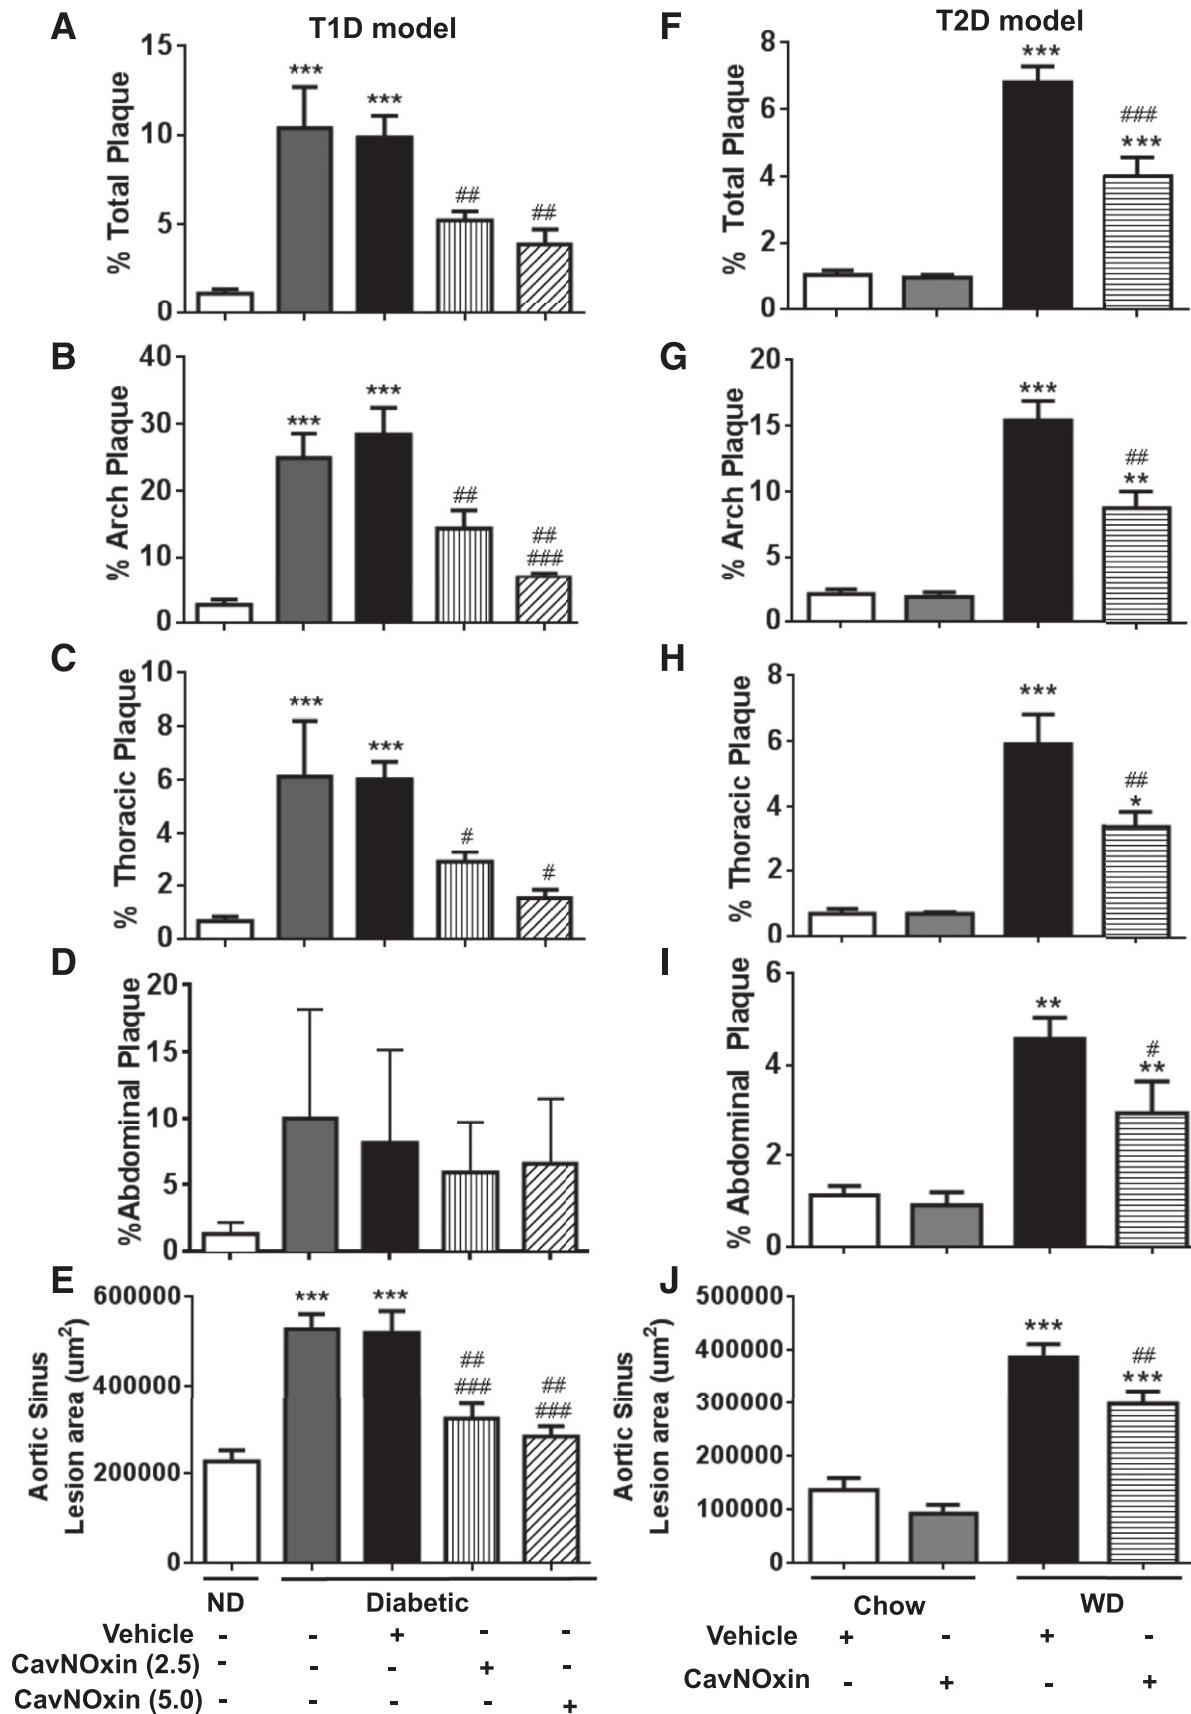 A
T1D model
% Total Plaque
15
10
5
0
***
***
##
##
B
% Arch Plaque
40
30
20
10
0
***
***
##
##
###
C
% Thoracic Plaque
10
8
6
4
2
0
***
***
#
#
D
%Abdominal Plaque
20
15
10
5
0
E
Aortic Sinus
Lesion area (um²)
600000
400000
200000
0
***
***
##
###
##
###
ND
Diabetic
Vehicle - - + - -
CavNOxin (2.5) - - - + -
CavNOxin (5.0) - - - - +
F
T2D model
% Total Plaque
8
6
4
2
0
***
###
***
G
% Arch Plaque
20
15
10
5
0
***
##
**
H
% Thoracic Plaque
8
6
4
2
0
***
##
*
I
% Abdominal Plaque
6
4
2
0
**
#
**
J
Aortic Sinus
Lesion area (um²)
500000
400000
300000
200000
100000
0
***
##
***
Chow
WD
Vehicle + - + -
CavNOxin - + - +